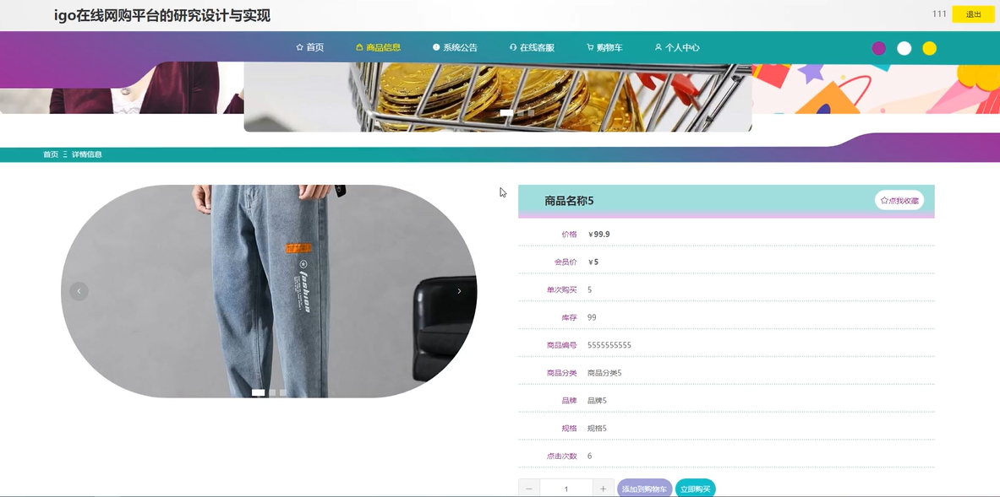 igo在线网购平台的研究设计与实现
111 退出
首页 商品信息 系统公告 在线客服 购物车 个人中心
首页 详情信息
商品名称5 点我收藏
价格 ￥99.9
会员价 ￥5
单次购买 5
库存 99
商品编号 5555555555
商品分类 商品分类5
品牌 品牌5
规格 规格5
点击次数 6
− 1 + 添加到购物车 立即购买
fashion